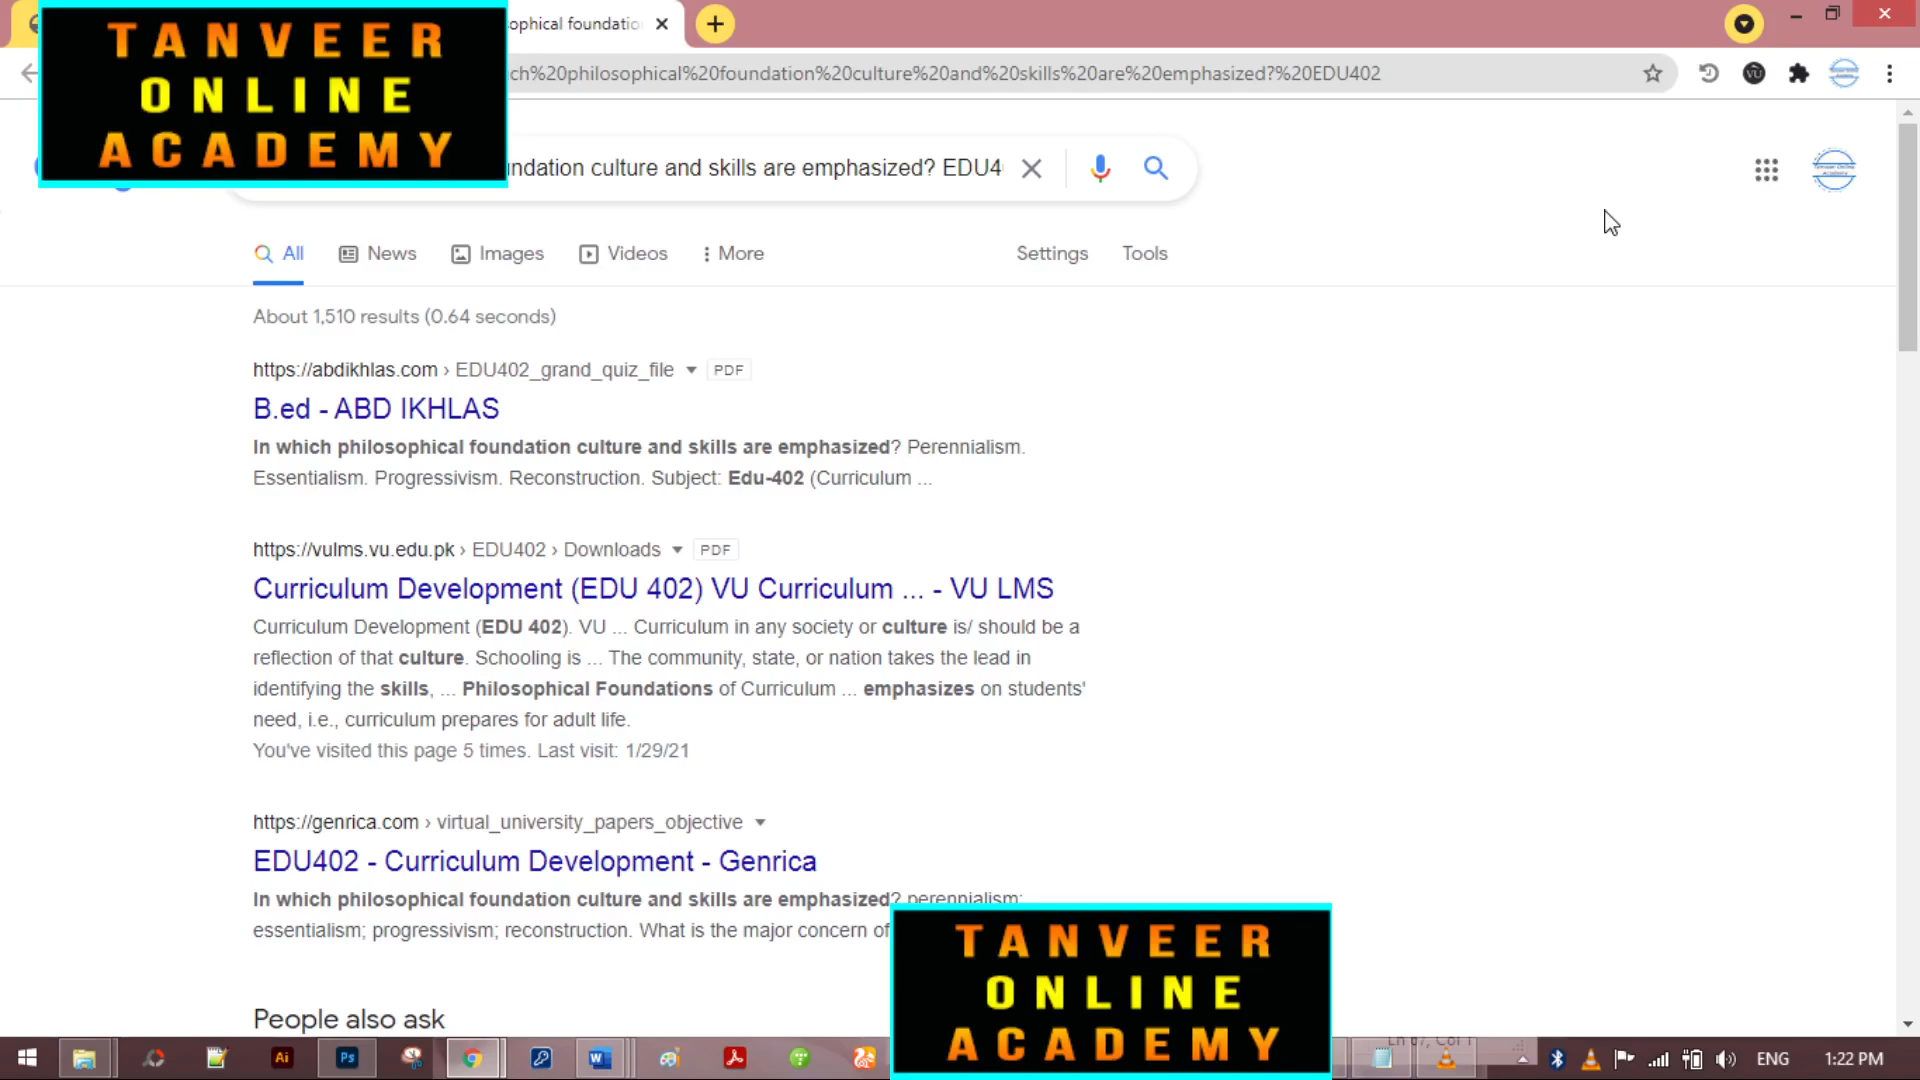 TANVEER
ONLINE
ACADEMY
ophical foundatio
ch%20philosophical%20foundation%20culture%20and%20skills%20are%20emphasized?%20EDU402
ndation culture and skills are emphasized? EDU4
All
News
Images
Videos
More
Settings
Tools
About 1,510 results (0.64 seconds)
https://abdikhlas.com › EDU402_grand_quiz_file PDF
B.ed - ABD IKHLAS
In which philosophical foundation culture and skills are emphasized? Perennialism.
Essentialism. Progressivism. Reconstruction. Subject: Edu-402 (Curriculum ...
https://vulms.vu.edu.pk › EDU402 › Downloads PDF
Curriculum Development (EDU 402) VU Curriculum ... - VU LMS
Curriculum Development (EDU 402). VU ... Curriculum in any society or culture is/ should be a
reflection of that culture. Schooling is ... The community, state, or nation takes the lead in
identifying the skills, ... Philosophical Foundations of Curriculum ... emphasizes on students'
need, i.e., curriculum prepares for adult life.
You've visited this page 5 times. Last visit: 1/29/21
https://genrica.com › virtual_university_papers_objective
EDU402 - Curriculum Development - Genrica
In which philosophical foundation culture and skills are emphasized? perennialism;
essentialism; progressivism; reconstruction. What is the major concern of
People also ask
TANVEER
ONLINE
ACADEMY
Ai
Ps
ENG
1:22 PM